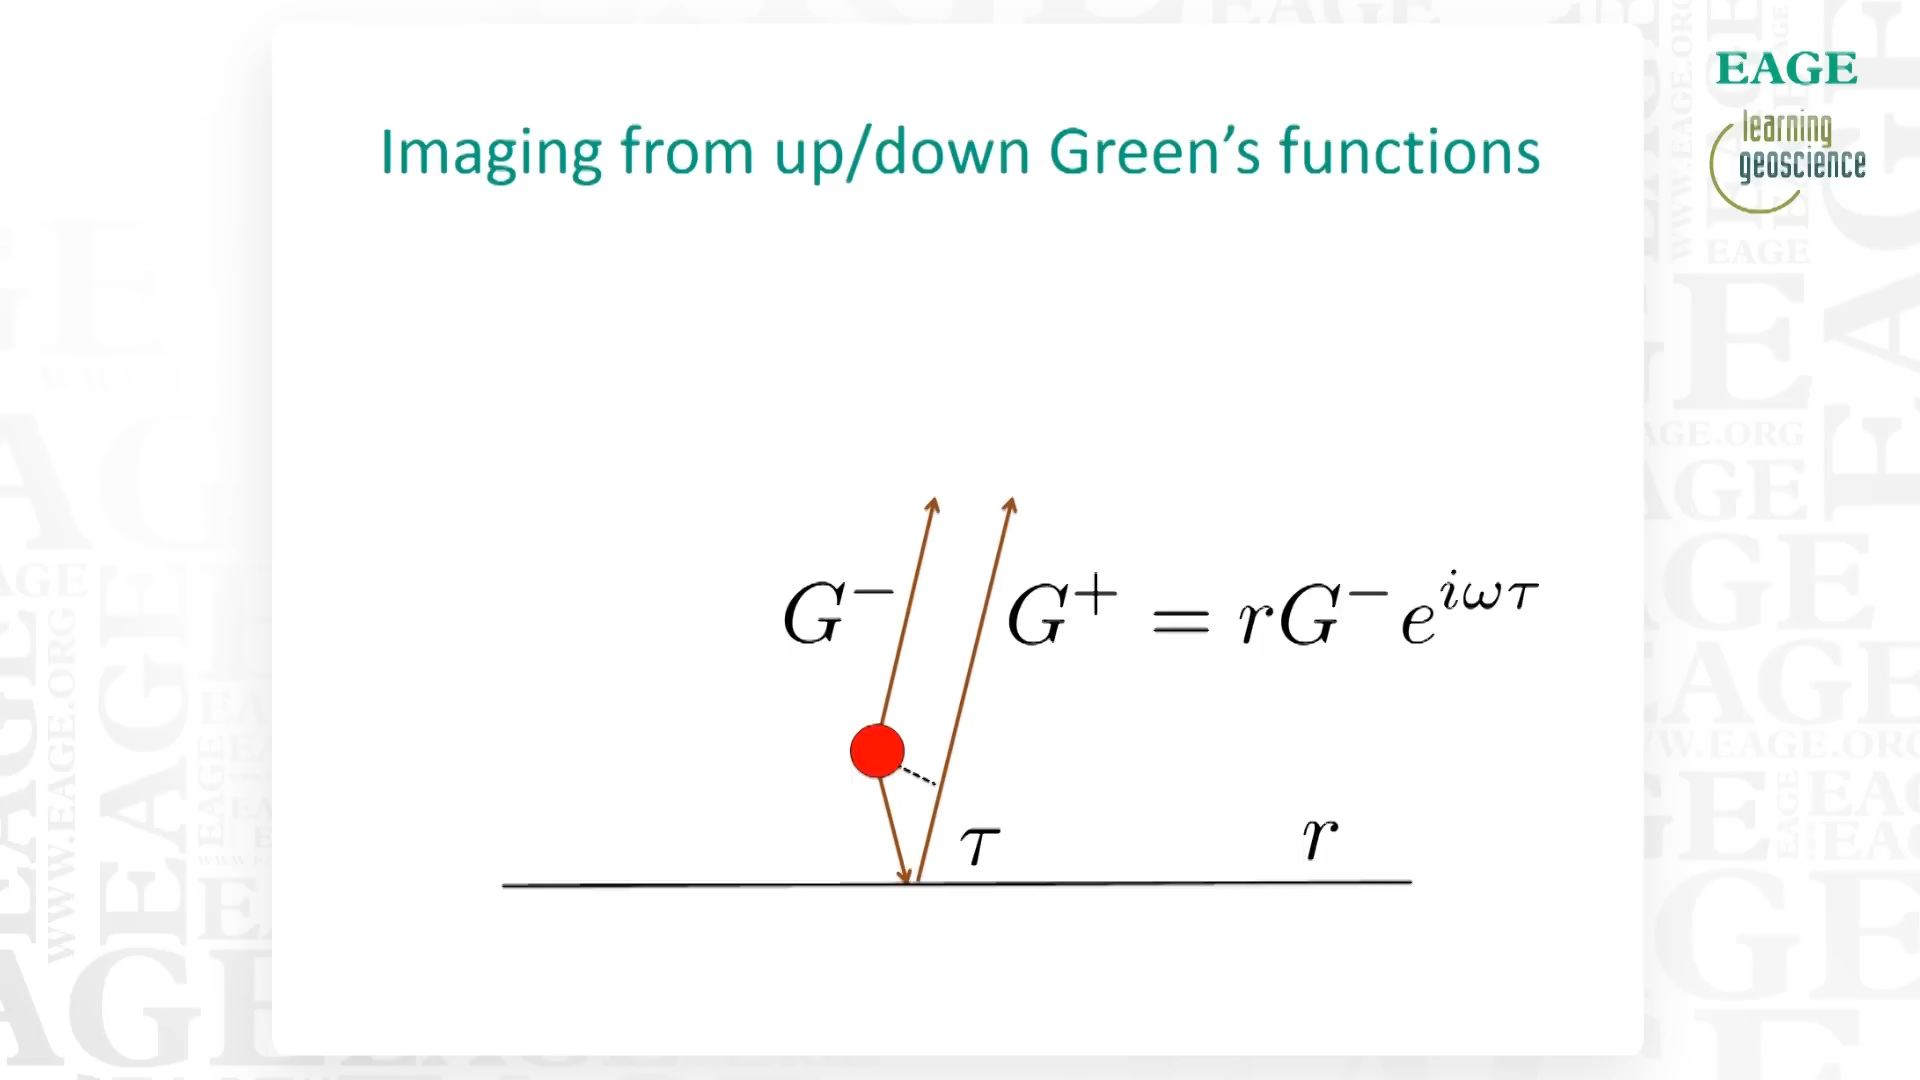 Imaging from up/down Green's functions
EAGE
learning
geoscience
G⁻
G⁺ = rG⁻e^{iωτ}
τ
r